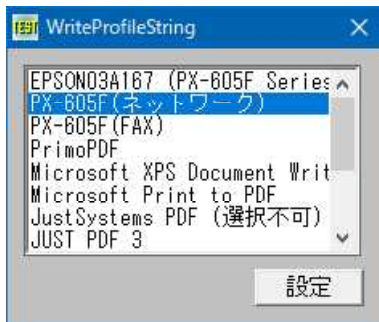 TEST WriteProfileString
EPSON03A167 (PX-605F Series
PX-605F(ネットワーク)
PX-605F(FAX)
PrimoPDF
Microsoft XPS Document Writ
Microsoft Print to PDF
JustSystems PDF (選択不可)
JUST PDF 3
設定